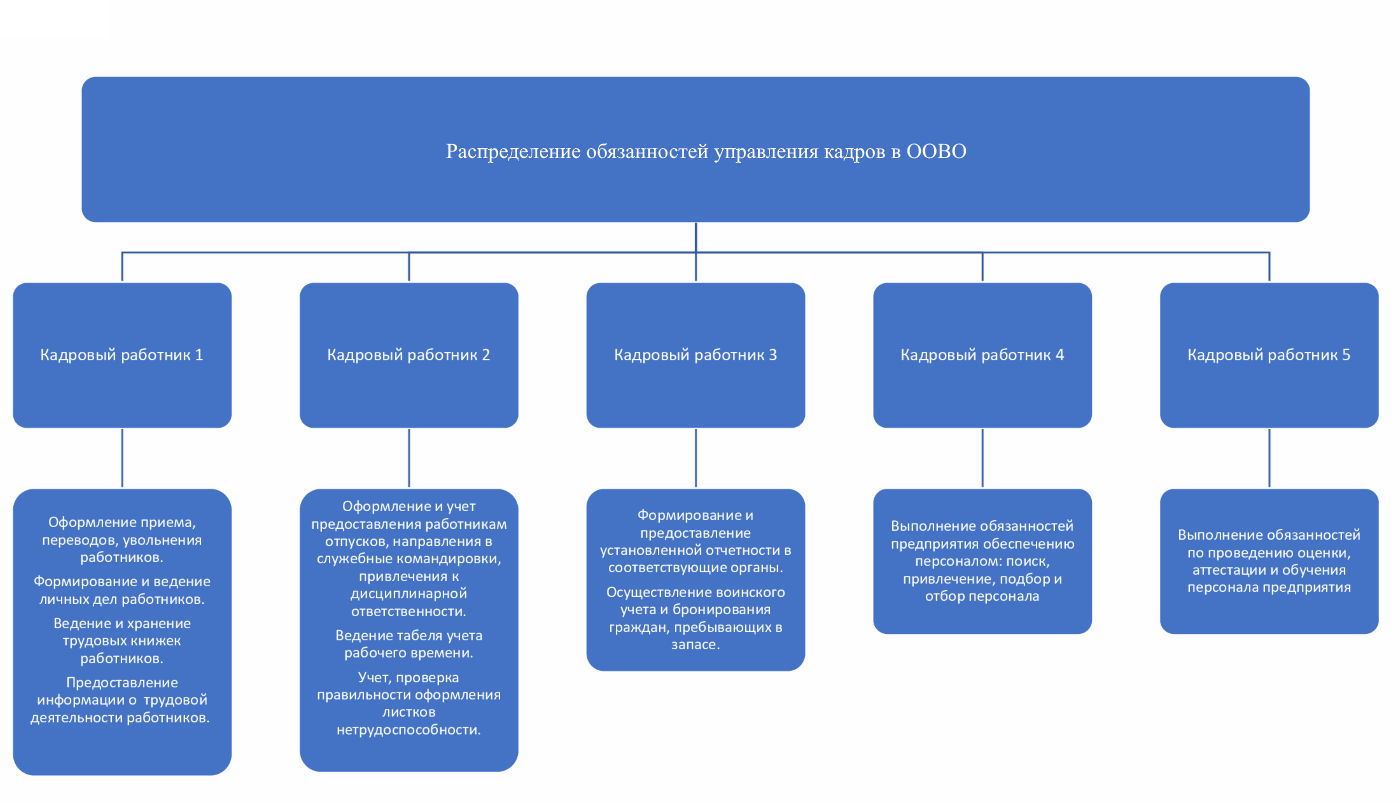 Распределение обязанностей управления кадров в ООВО
Кадровый работник 1
Кадровый работник 2
Кадровый работник 3
Кадровый работник 4
Кадровый работник 5
Оформление приема,
переводов, увольнения
работников.
Формирование и ведение
личных дел работников.
Ведение и хранение
трудовых книжек
работников.
Предоставление
информации о трудовой
деятельности работников.
Оформление и учет
предоставления работникам
отпусков, направления в
служебные командировки,
привлечения к
дисциплинарной
ответственности.
Ведение табеля учета
рабочего времени.
Учет, проверка
правильности оформления
листков
нетрудоспособности.
Формирование и
предоставление
установленной отчетности в
соответствующие органы.
Осуществление воинского
учета и бронирования
граждан, пребывающих в
запасе.
Выполнение обязанностей
предприятия обеспечению
персоналом: поиск,
привлечение, подбор и
отбор персонала
Выполнение обязанностей
по проведению оценки,
аттестации и обучения
персонала предприятия